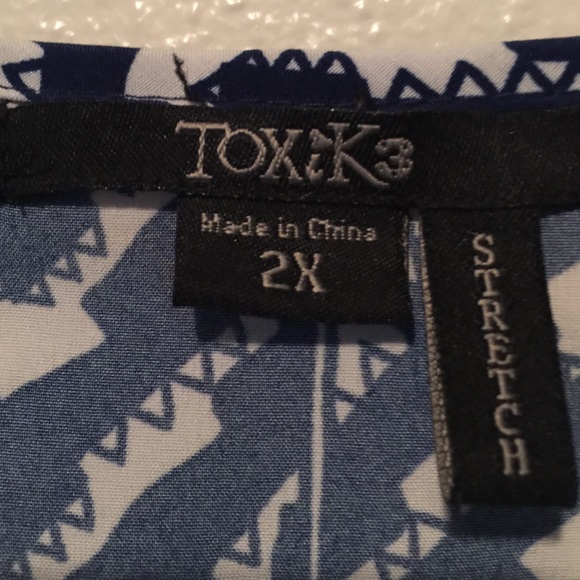 TOXiK3
Made in China
2X
STRETCH